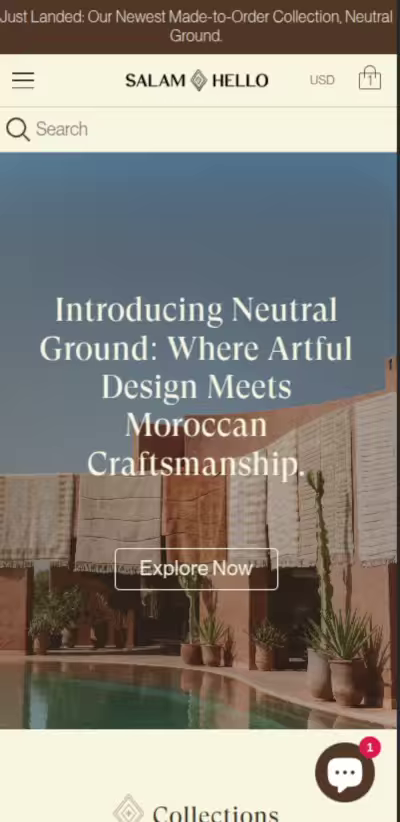 Just Landed: Our Newest Made-to-Order Collection, Neutral
Ground.
SALAM HELLO
USD
1
Search
Introducing Neutral
Ground: Where Artful
Design Meets
Moroccan
Craftsmanship.
Explore Now
1
Collections